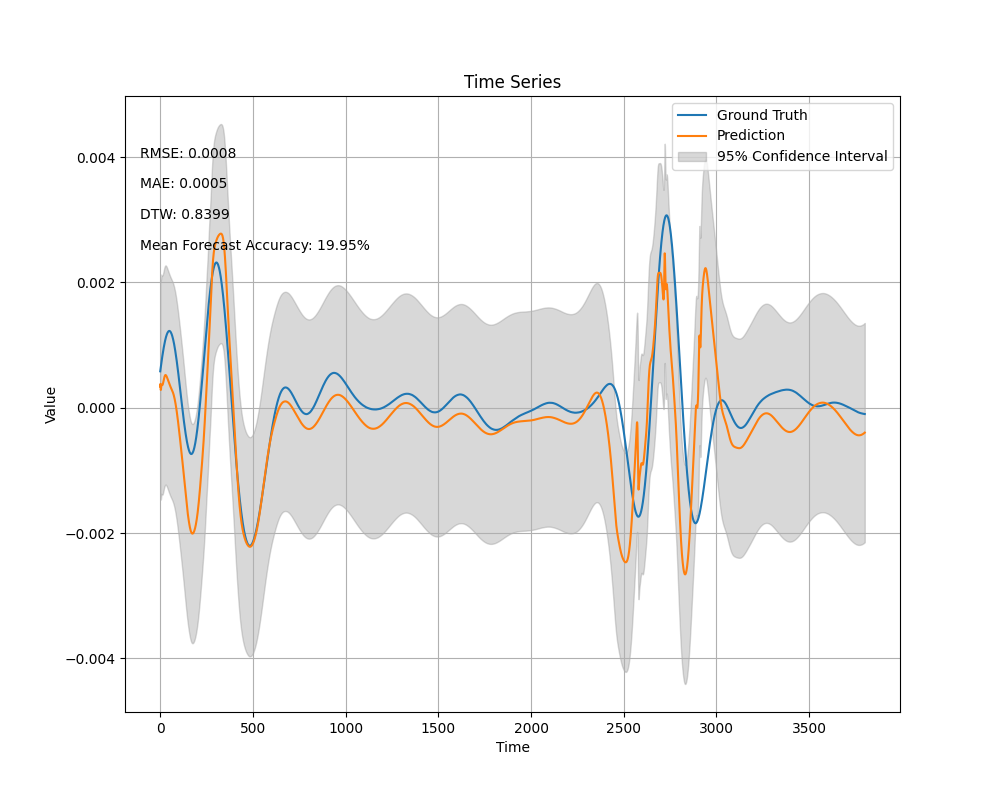 Time Series
Ground Truth
Prediction
95% Confidence Interval
RMSE: 0.0008
MAE: 0.0005
DTW: 0.8399
Mean Forecast Accuracy: 19.95%
0.004
0.002
0.000
−0.002
−0.004
Value
0 500 1000 1500 2000 2500 3000 3500
Time